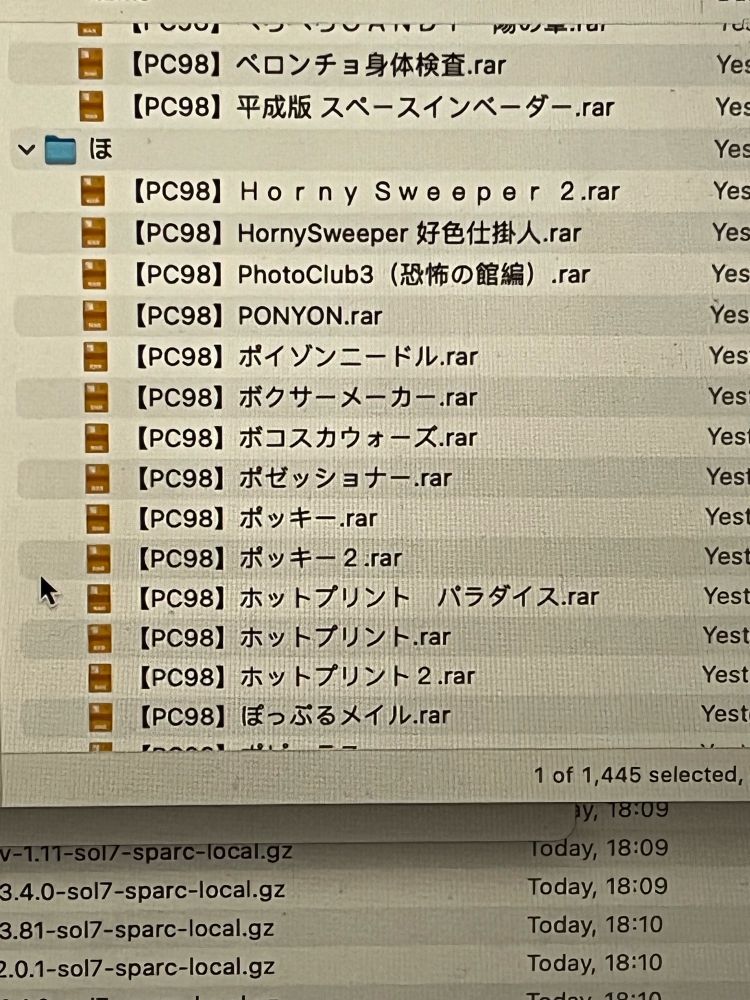 【PC98】ペロンチョ身体検査.rar Yes
【PC98】平成版 スペースインベーダー.rar Yes
ほ Yes
【PC98】Ｈｏｒｎｙ Ｓｗｅｅｐｅｒ ２.rar Yes
【PC98】HornySweeper 好色仕掛人.rar Yes
【PC98】PhotoClub3（恐怖の館編）.rar Yes
【PC98】PONYON.rar Yes
【PC98】ポイゾンニードル.rar Yes
【PC98】ボクサーメーカー.rar Yest
【PC98】ボコスカウォーズ.rar Yest
【PC98】ポゼッショナー.rar Yest
【PC98】ポッキー.rar Yest
【PC98】ポッキー２.rar Yest
【PC98】ホットプリント　パラダイス.rar Yest
【PC98】ホットプリント.rar Yest
【PC98】ホットプリント２.rar Yest
【PC98】ぽっぷるメイル.rar Yest
1 of 1,445 selected,
ay, 18:09
v-1.11-sol7-sparc-local.gz Today, 18:09
3.4.0-sol7-sparc-local.gz Today, 18:09
3.81-sol7-sparc-local.gz Today, 18:10
2.0.1-sol7-sparc-local.gz Today, 18:10